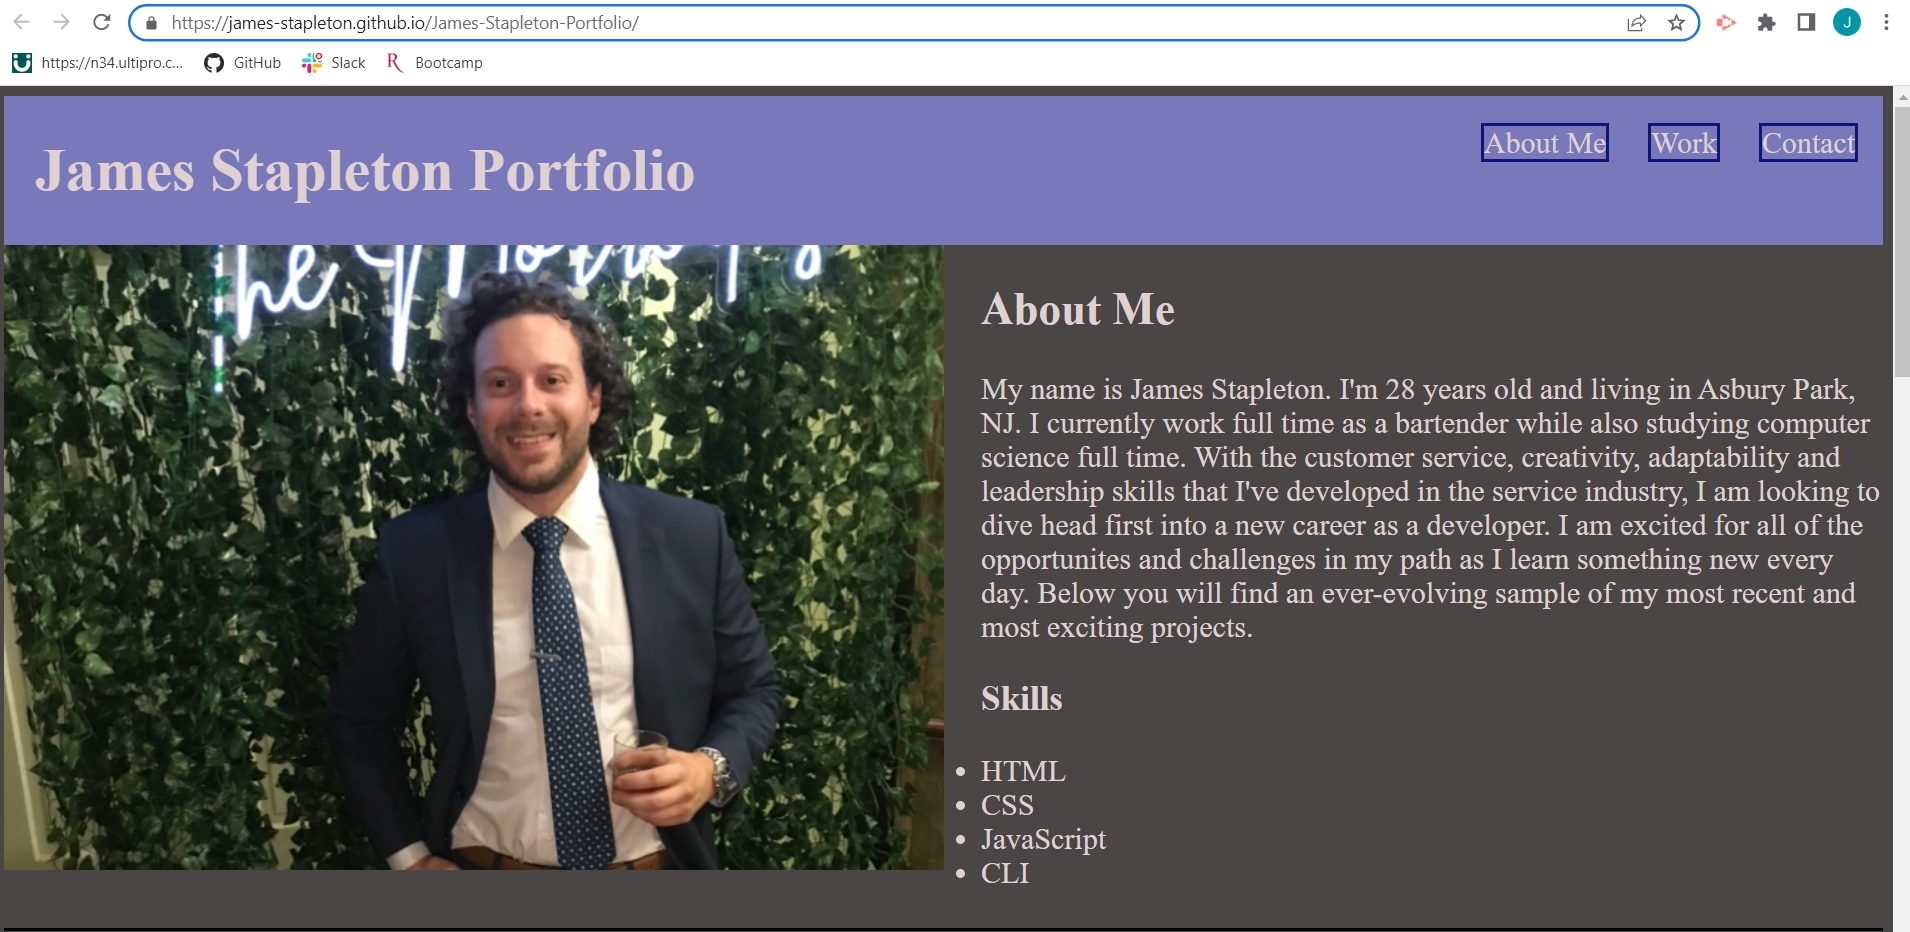 https://james-stapleton.github.io/James-Stapleton-Portfolio/
J
https://n34.ultipro.c... GitHub Slack Bootcamp
James Stapleton Portfolio
About Me Work Contact
he
About Me
My name is James Stapleton. I'm 28 years old and living in Asbury Park,
NJ. I currently work full time as a bartender while also studying computer
science full time. With the customer service, creativity, adaptability and
leadership skills that I've developed in the service industry, I am looking to
dive head first into a new career as a developer. I am excited for all of the
opportunites and challenges in my path as I learn something new every
day. Below you will find an ever-evolving sample of my most recent and
most exciting projects.
Skills
• HTML
• CSS
• JavaScript
• CLI